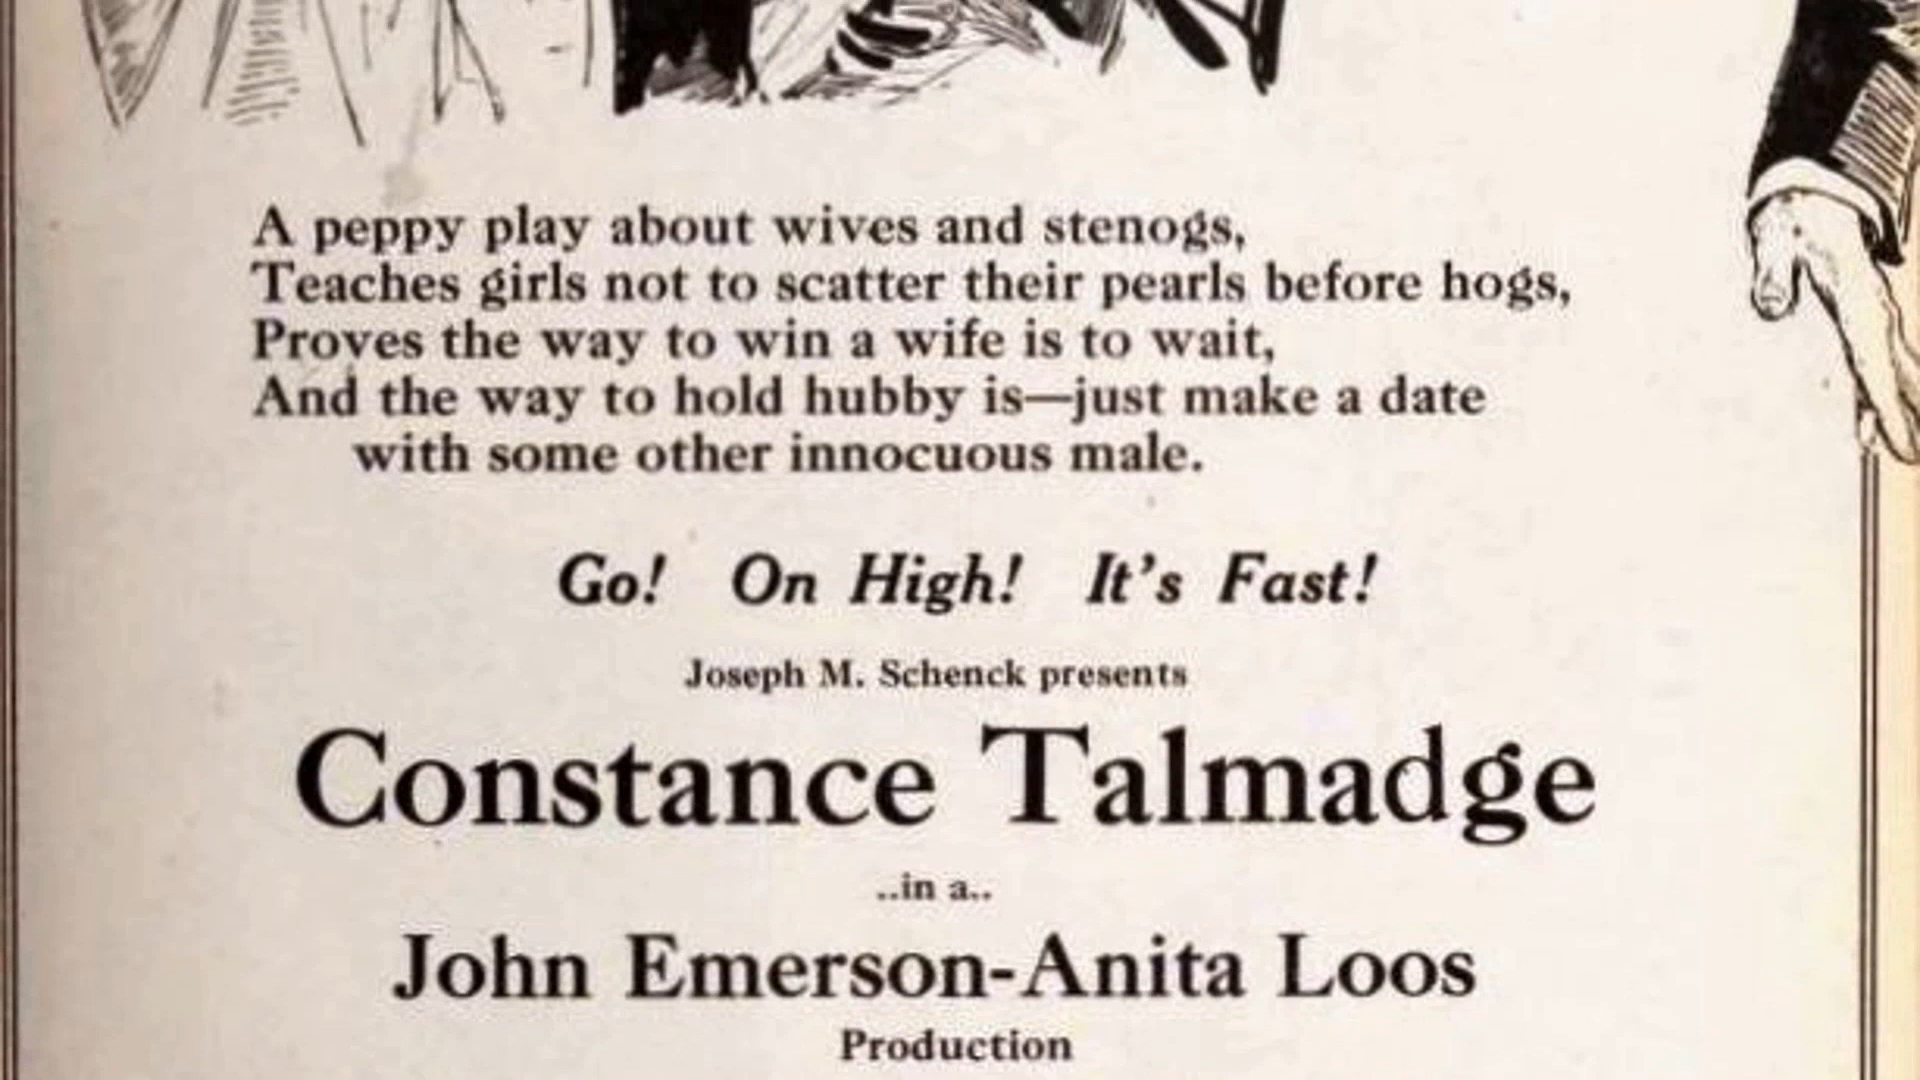 A peppy play about wives and stenogs,
Teaches girls not to scatter their pearls before hogs,
Proves the way to win a wife is to wait,
And the way to hold hubby is—just make a date
with some other innocuous male.
Go! On High! It's Fast!
Joseph M. Schenck presents
Constance Talmadge
..in a..
John Emerson-Anita Loos
Production